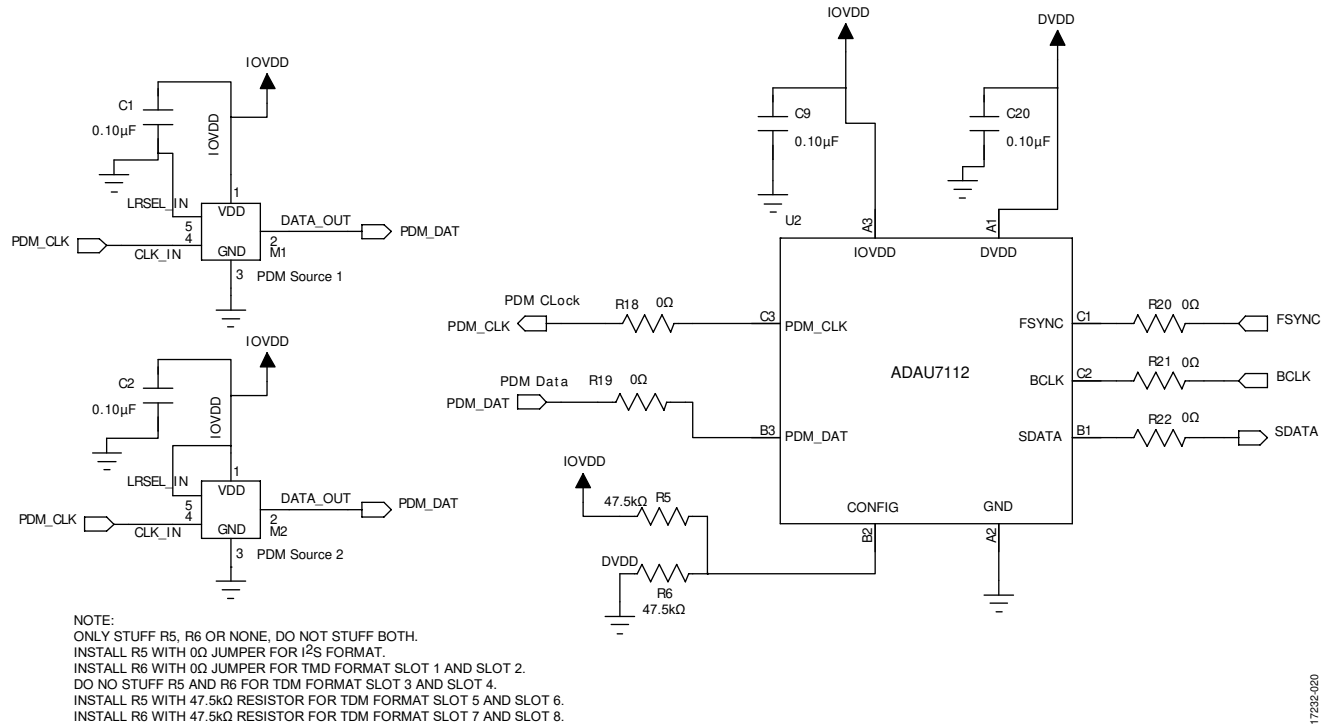 IOVDD
C1
0.10µF
IOVDD
LRSEL_IN
1
VDD
5
4
PDM_CLK
CLK_IN
GND
DATA_OUT
2
M1
PDM_DAT
3
PDM Source 1
IOVDD
C2
0.10µF
IOVDD
LRSEL_IN
1
VDD
5
4
PDM_CLK
CLK_IN
GND
DATA_OUT
2
M2
PDM_DAT
3
PDM Source 2
IOVDD
DVDD
C9
0.10µF
C20
0.10µF
U2
A3
A1
IOVDD
DVDD
PDM CLock
R18 0Ω
PDM_CLK
C3
PDM_CLK
PDM Data
R19 0Ω
PDM_DAT
B3
PDM_DAT
ADAU7112
FSYNC
C1
R20 0Ω
FSYNC
BCLK
C2
R21 0Ω
BCLK
SDATA
B1
R22 0Ω
SDATA
CONFIG
GND
B2
A2
IOVDD
47.5kΩ
R5
DVDD
R6
47.5kΩ
NOTE:
ONLY STUFF R5, R6 OR NONE, DO NOT STUFF BOTH.
INSTALL R5 WITH 0Ω JUMPER FOR I²S FORMAT.
INSTALL R6 WITH 0Ω JUMPER FOR TMD FORMAT SLOT 1 AND SLOT 2.
DO NO STUFF R5 AND R6 FOR TDM FORMAT SLOT 3 AND SLOT 4.
INSTALL R5 WITH 47.5kΩ RESISTOR FOR TDM FORMAT SLOT 5 AND SLOT 6.
INSTALL R6 WITH 47.5kΩ RESISTOR FOR TDM FORMAT SLOT 7 AND SLOT 8.
17232-020